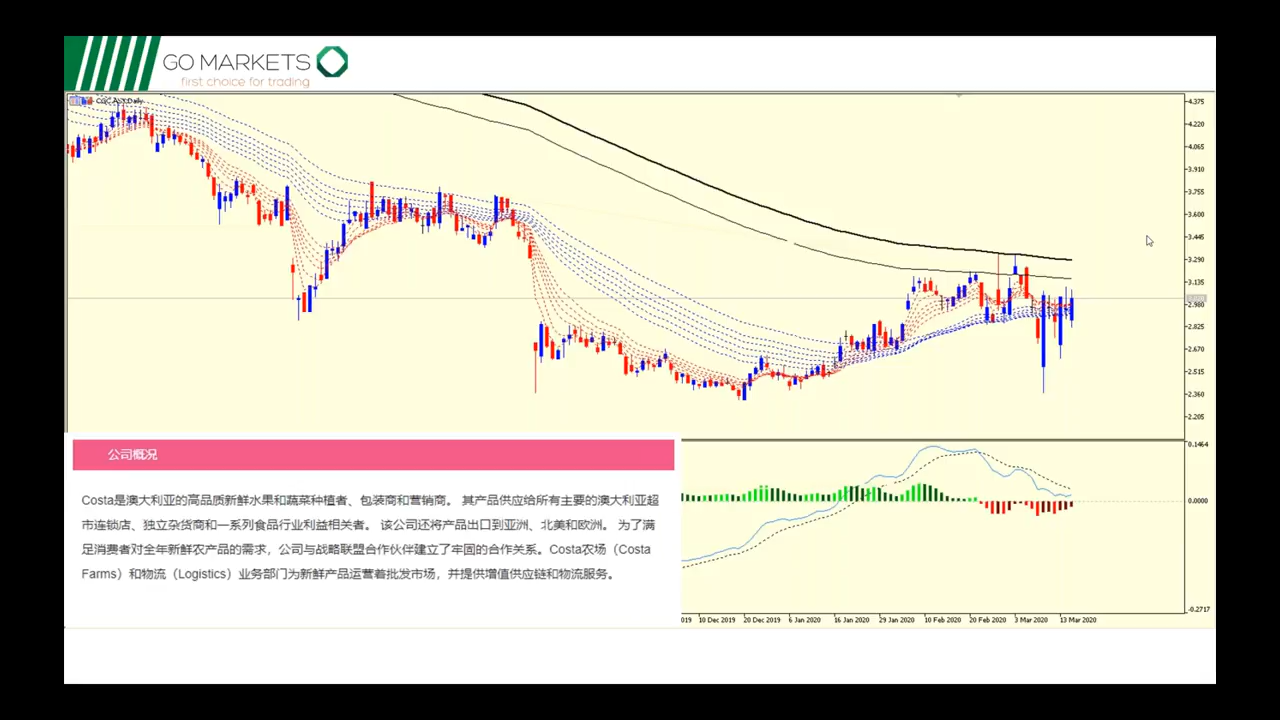 GO MARKETS
first choice for trading
4.375
4.220
4.065
3.910
3.755
3.600
3.445
3.290
3.135
2.980
2.825
2.670
2.515
2.360
2.205
0.1464
0.0000
-0.2717
公司概况
Costa是澳大利亚的高品质新鲜水果和蔬菜种植者、包装商和营销商。 其产品供应给所有主要的澳大利亚超
市连锁店、独立杂货商和一系列食品行业利益相关者。 该公司还将产品出口到亚洲、北美和欧洲。 为了满
足消费者对全年新鲜农产品的需求，公司与战略联盟合作伙伴建立了牢固的合作关系。Costa农场（Costa
Farms）和物流（Logistics）业务部门为新鲜产品运营着批发市场，并提供增值供应链和物流服务。
019 10 Dec 2019 20 Dec 2019 6 Jan 2020 16 Jan 2020 29 Jan 2020 10 Feb 2020 20 Feb 2020 3 Mar 2020 13 Mar 2020